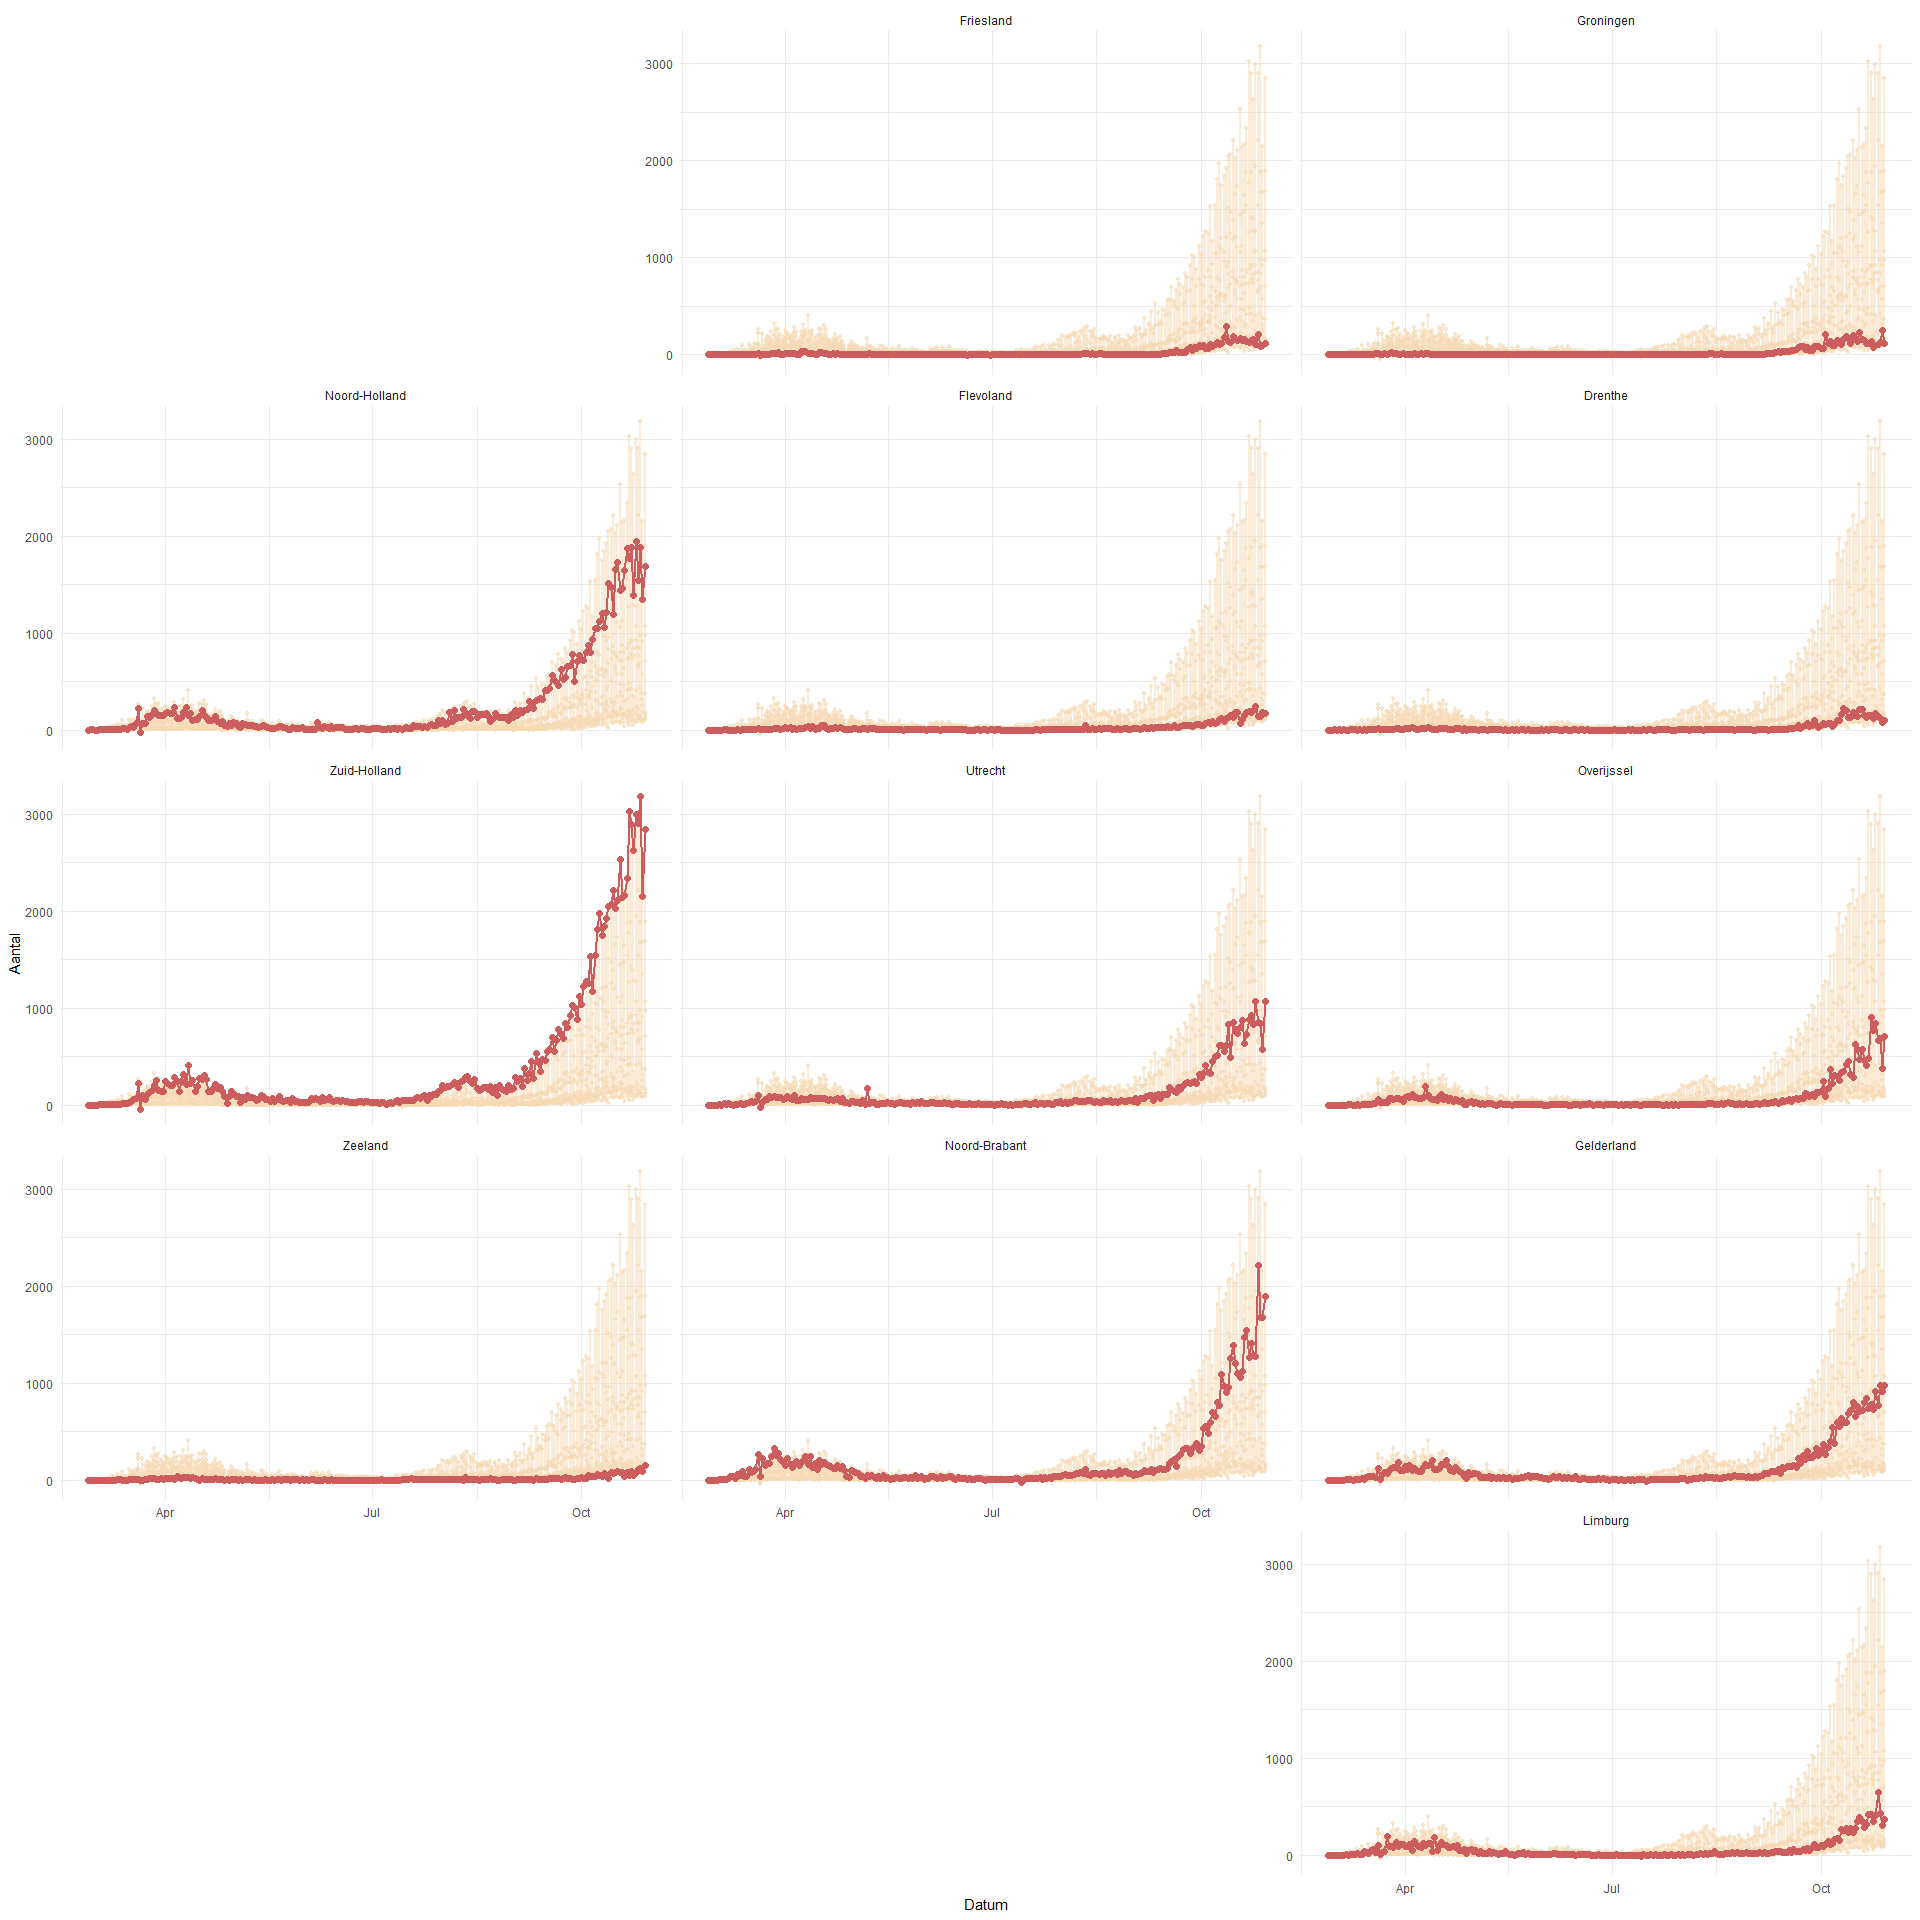 Friesland
Groningen
3000
2000
1000
0
Noord-Holland
Flevoland
Drenthe
3000
2000
1000
0
Zuid-Holland
Utrecht
Overijssel
3000
2000
1000
0
Aantal
Zeeland
Noord-Brabant
Gelderland
3000
2000
1000
0
Apr Jul Oct
Apr Jul Oct
Limburg
3000
2000
1000
0
Apr Jul Oct
Datum